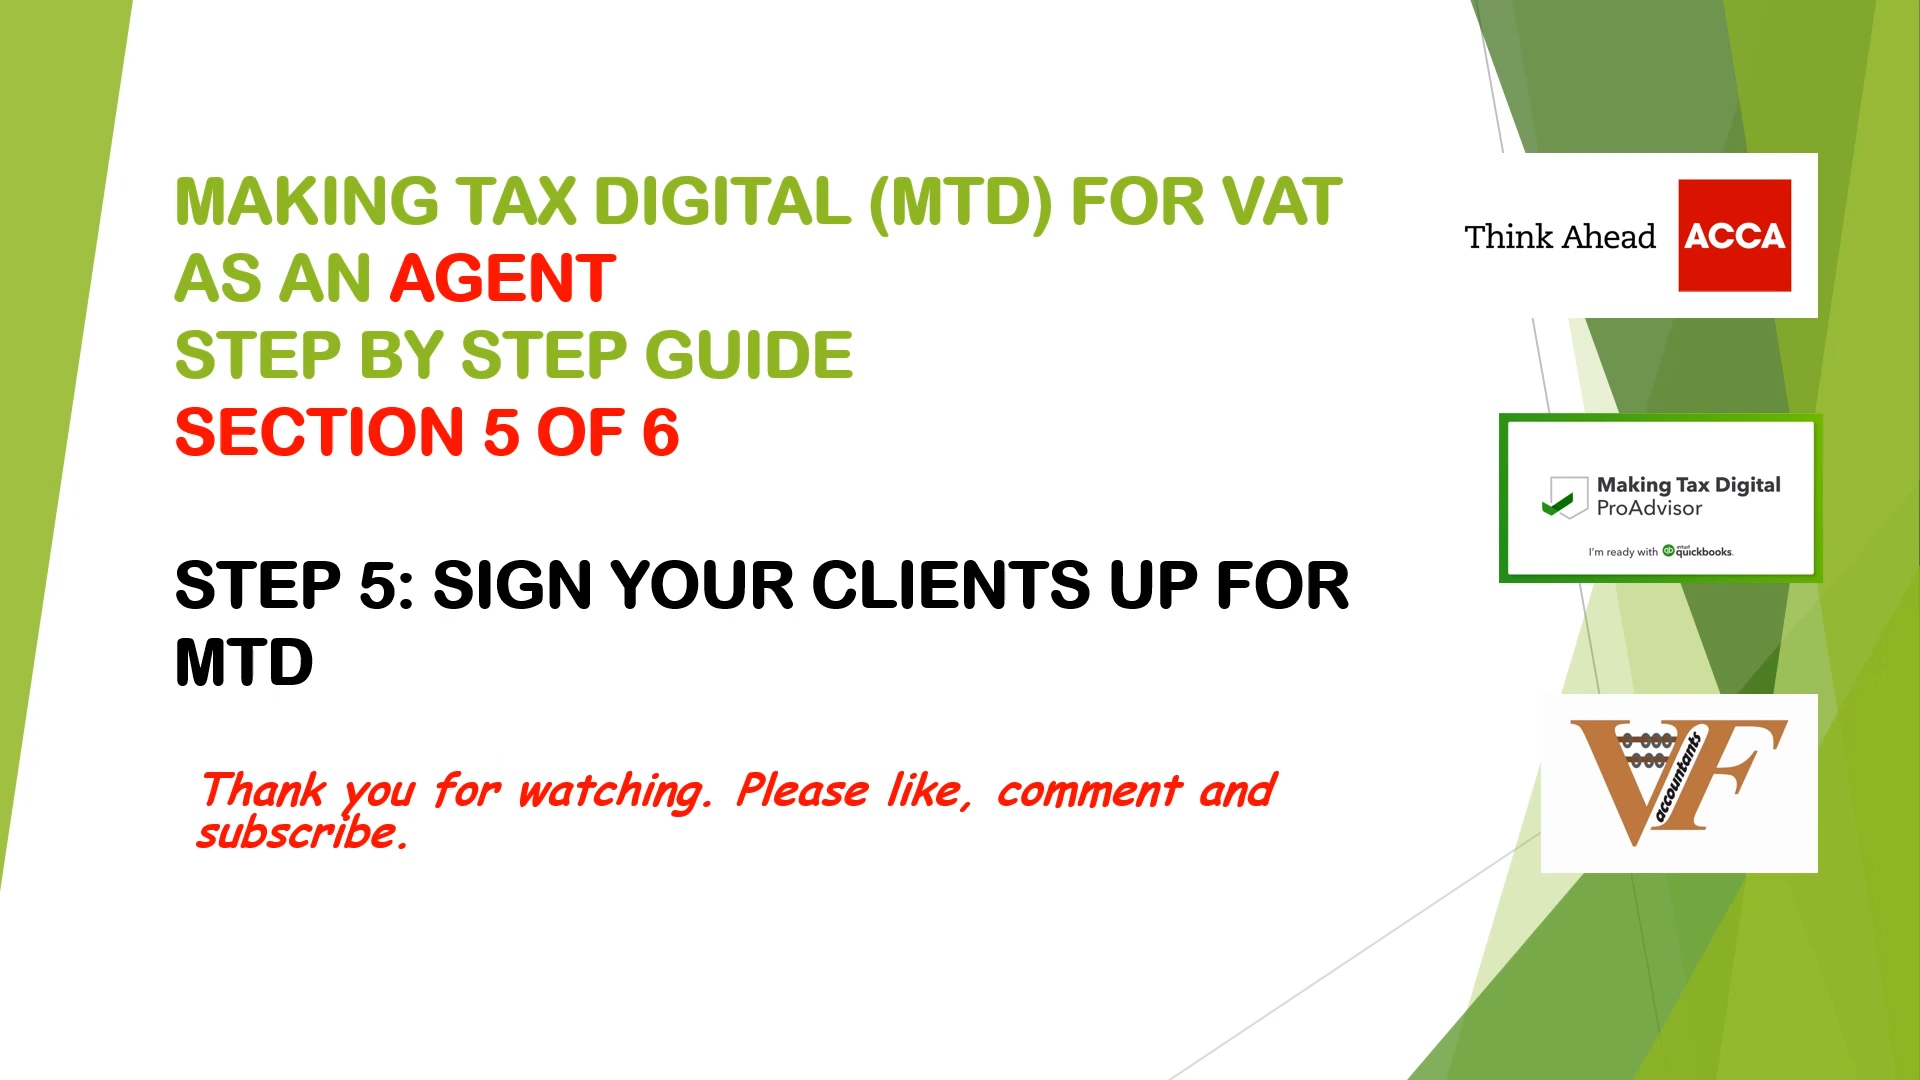 MAKING TAX DIGITAL (MTD) FOR VAT
AS AN AGENT
STEP BY STEP GUIDE
SECTION 5 OF 6
STEP 5: SIGN YOUR CLIENTS UP FOR
MTD
Thank you for watching. Please like, comment and
subscribe.
Think Ahead ACCA
Making Tax Digital
ProAdvisor
I'm ready with qb intuit quickbooks.
VF
accountants